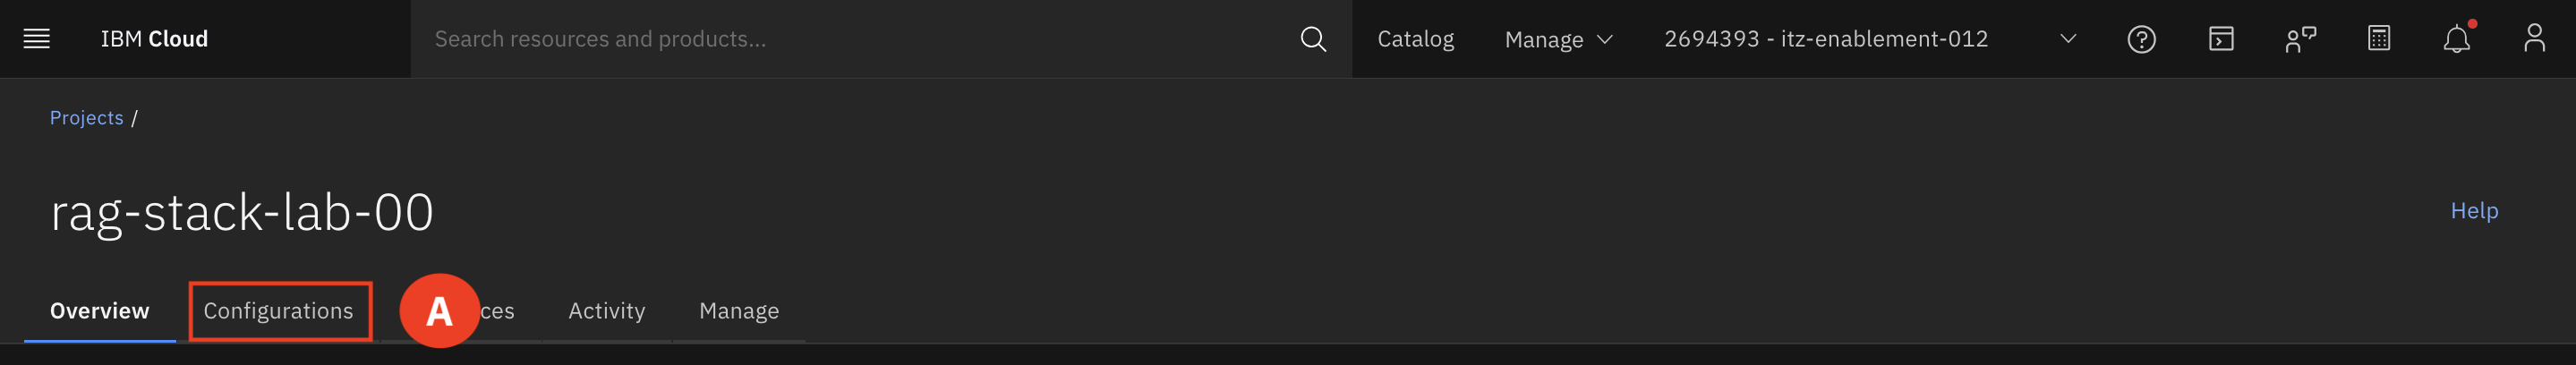 IBM Cloud Search resources and products... Catalog Manage 2694393 - itz-enablement-012
Projects /
rag-stack-lab-00
Help
Overview Configurations A ces Activity Manage